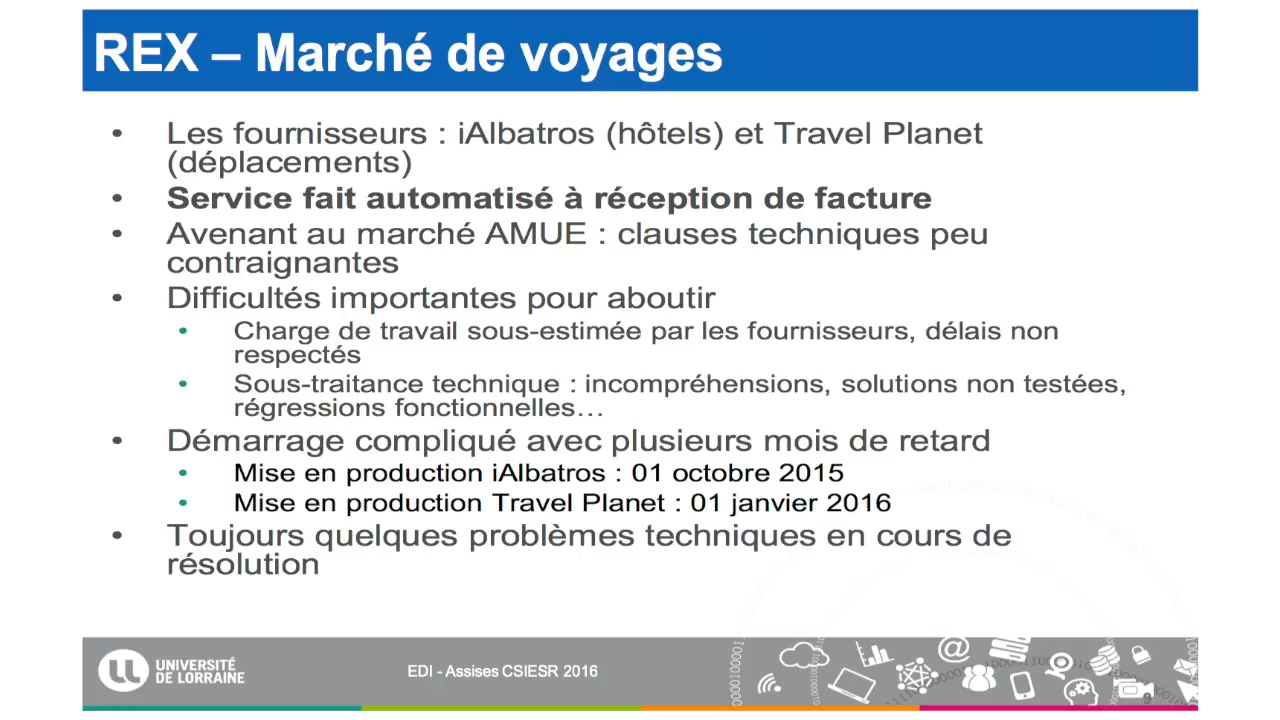 REX – Marché de voyages
• Les fournisseurs : iAlbatros (hôtels) et Travel Planet
(déplacements)
• Service fait automatisé à réception de facture
• Avenant au marché AMUE : clauses techniques peu
contraignantes
• Difficultés importantes pour aboutir
• Charge de travail sous-estimée par les fournisseurs, délais non
respectés
• Sous-traitance technique : incompréhensions, solutions non testées,
régressions fonctionnelles…
• Démarrage compliqué avec plusieurs mois de retard
• Mise en production iAlbatros : 01 octobre 2015
• Mise en production Travel Planet : 01 janvier 2016
• Toujours quelques problèmes techniques en cours de
résolution
UNIVERSITÉ
DE LORRAINE
EDI - Assises CSIESR 2016
9